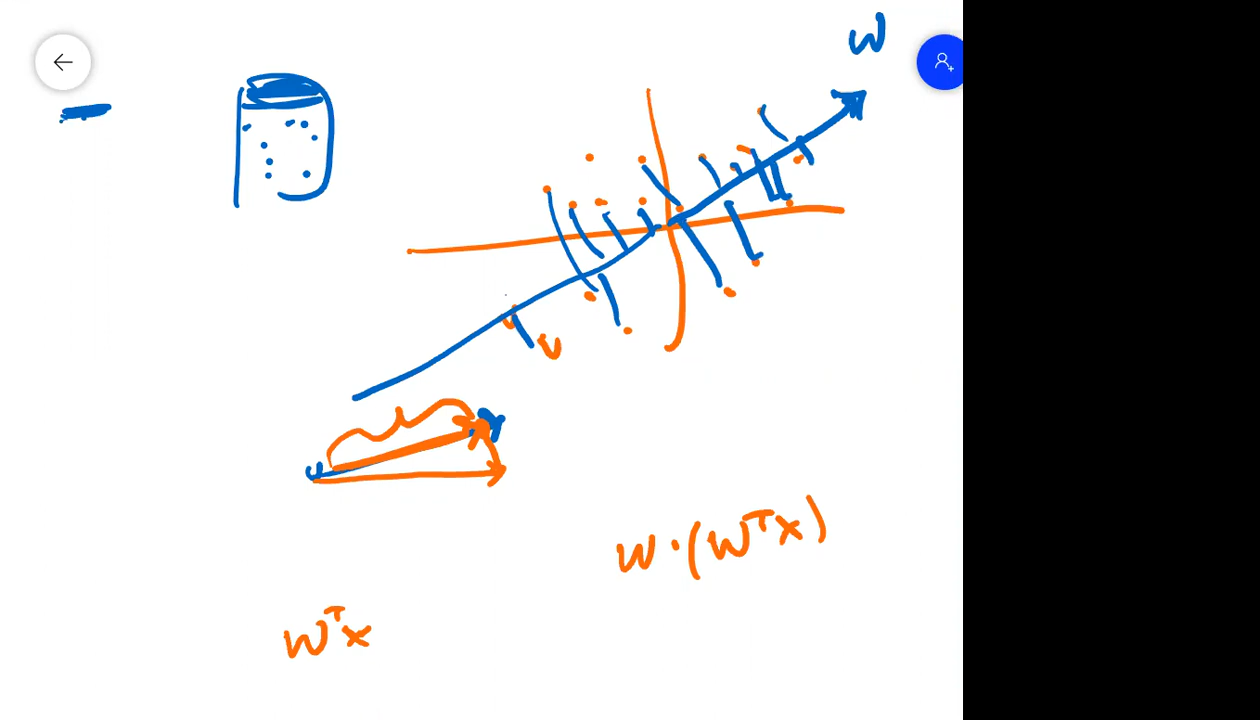 w
w · (wᵀx)
wᵀx